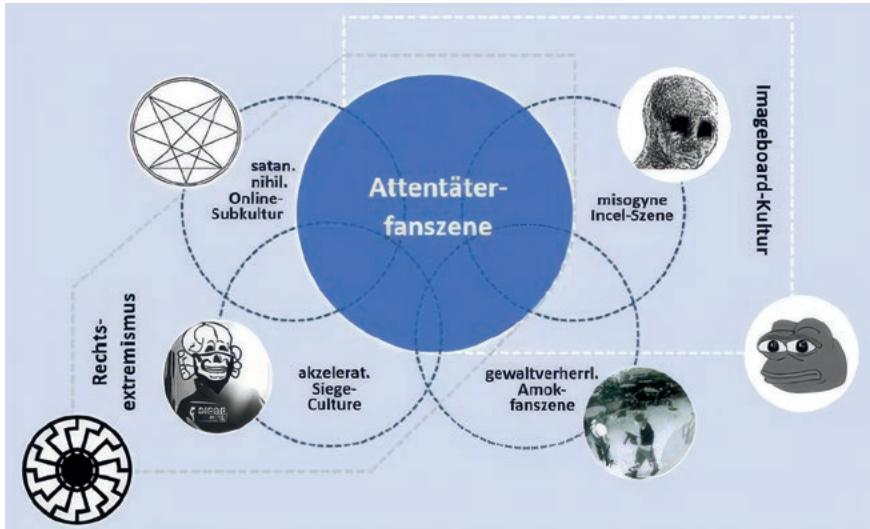 Attentäter-
fanszene
satan.
nihil.
Online-
Subkultur
misogyne
Incel-Szene
Imageboard-Kultur
Rechts-
extremismus
akzelerat.
Siege-
Culture
gewaltverherrl.
Amok-
fanszene
SIEGE